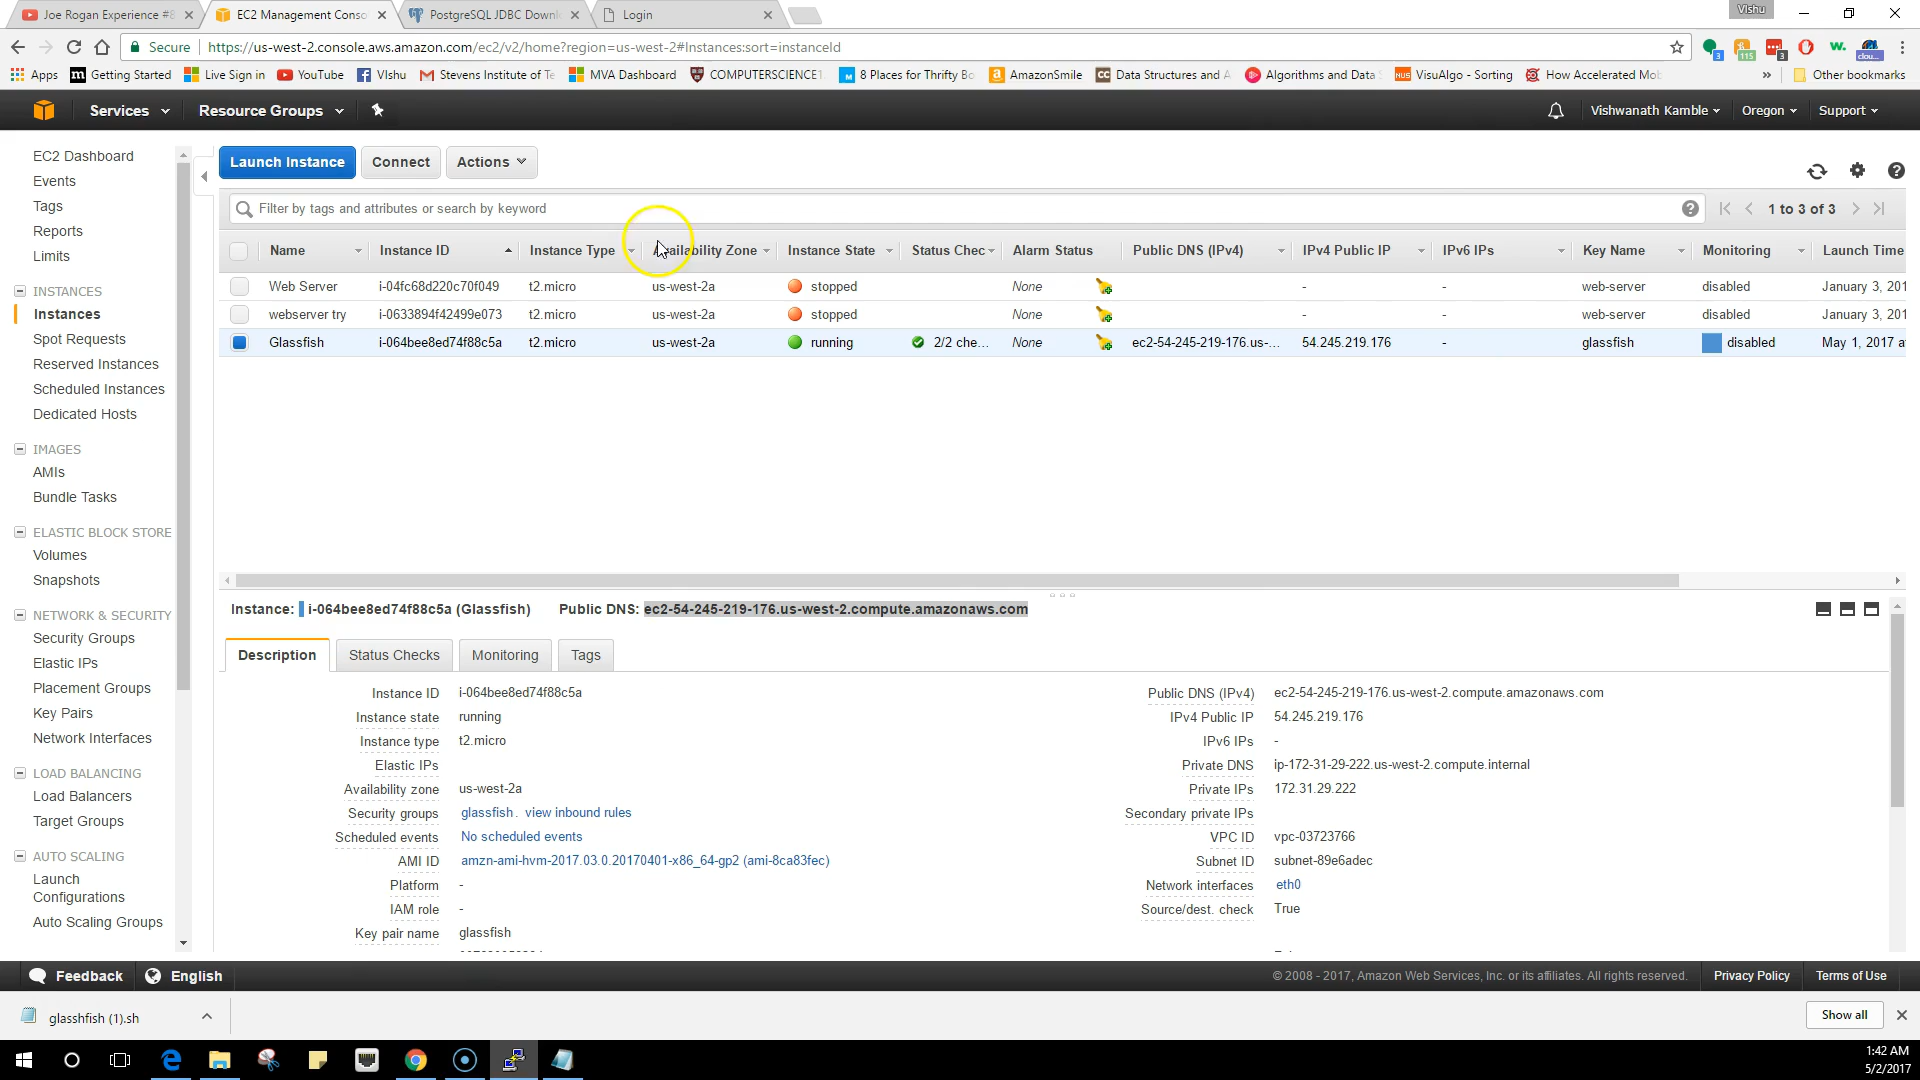 Joe Rogan Experience #8
EC2 Management Conso
PostgreSQL JDBC Downl
Login
Vishu
Secure
https://us-west-2.console.aws.amazon.com/ec2/v2/home?region=us-west-2#Instances:sort=instanceId
3
115
3
w.
clou...
Apps
Getting Started
Live Sign in
YouTube
VIshu
Stevens Institute of Te
MVA Dashboard
COMPUTERSCIENCE1
8 Places for Thrifty Bo
AmazonSmile
Data Structures and A
Algorithms and Data
VisuAlgo - Sorting
How Accelerated Mob
»
Other bookmarks
Services
Resource Groups
Vishwanath Kamble
Oregon
Support
EC2 Dashboard
Events
Tags
Reports
Limits
INSTANCES
Instances
Spot Requests
Reserved Instances
Scheduled Instances
Dedicated Hosts
IMAGES
AMIs
Bundle Tasks
ELASTIC BLOCK STORE
Volumes
Snapshots
NETWORK & SECURITY
Security Groups
Elastic IPs
Placement Groups
Key Pairs
Network Interfaces
LOAD BALANCING
Load Balancers
Target Groups
AUTO SCALING
Launch
Configurations
Auto Scaling Groups
Launch Instance
Connect
Actions
Filter by tags and attributes or search by keyword
1 to 3 of 3
Name Instance ID Instance Type Availability Zone Instance State Status Chec Alarm Status Public DNS (IPv4) IPv4 Public IP IPv6 IPs Key Name Monitoring Launch Time
Web Server i-04fc68d220c70f049 t2.micro us-west-2a stopped None - - web-server disabled January 3, 201
webserver try i-0633894f42499e073 t2.micro us-west-2a stopped None - - web-server disabled January 3, 201
Glassfish i-064bee8ed74f88c5a t2.micro us-west-2a running 2/2 che... None ec2-54-245-219-176.us-... 54.245.219.176 - glassfish disabled May 1, 2017 a
Instance: i-064bee8ed74f88c5a (Glassfish) Public DNS: ec2-54-245-219-176.us-west-2.compute.amazonaws.com
Description
Status Checks
Monitoring
Tags
Instance ID i-064bee8ed74f88c5a
Instance state running
Instance type t2.micro
Elastic IPs
Availability zone us-west-2a
Security groups glassfish. view inbound rules
Scheduled events No scheduled events
AMI ID amzn-ami-hvm-2017.03.0.20170401-x86_64-gp2 (ami-8ca83fec)
Platform -
IAM role -
Key pair name glassfish
Public DNS (IPv4) ec2-54-245-219-176.us-west-2.compute.amazonaws.com
IPv4 Public IP 54.245.219.176
IPv6 IPs -
Private DNS ip-172-31-29-222.us-west-2.compute.internal
Private IPs 172.31.29.222
Secondary private IPs
VPC ID vpc-03723766
Subnet ID subnet-89e6adec
Network interfaces eth0
Source/dest. check True
Feedback
English
© 2008 - 2017, Amazon Web Services, Inc. or its affiliates. All rights reserved.
Privacy Policy
Terms of Use
glasshfish (1).sh
Show all
1:42 AM
5/2/2017